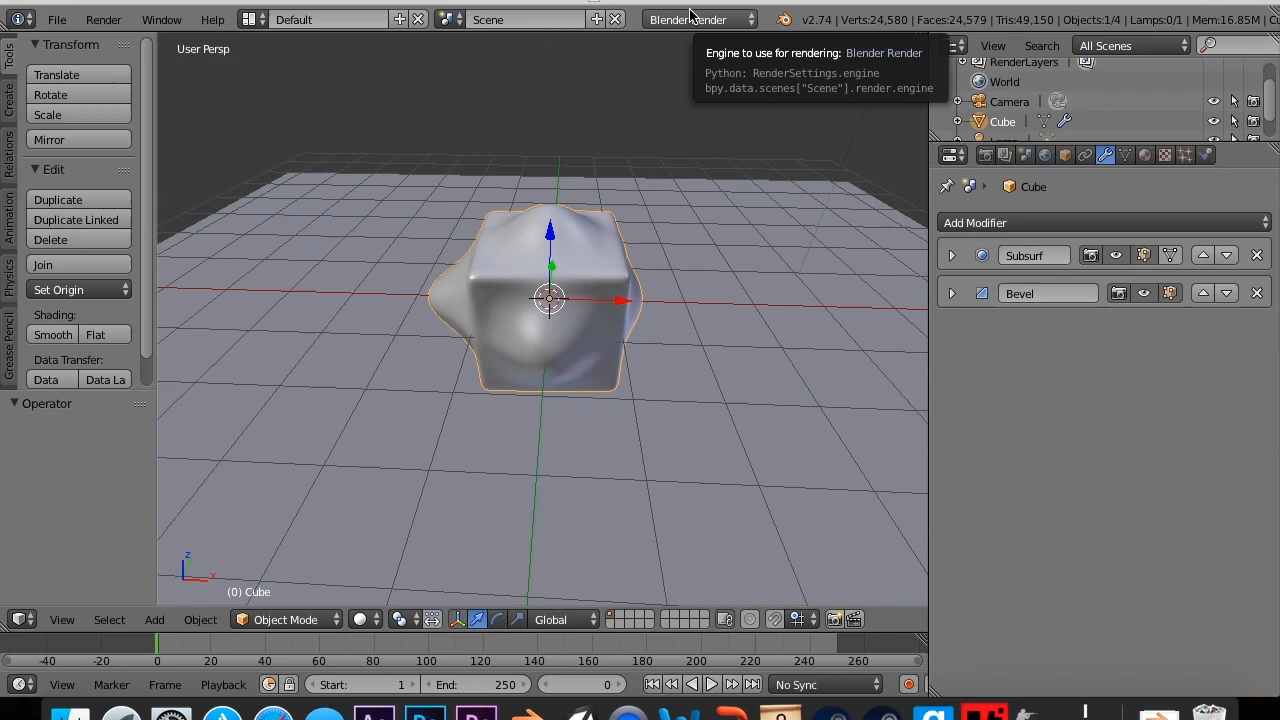 File Render Window Help Default Scene Blender Render v2.74 | Verts:24,580 | Faces:24,579 | Tris:49,150 | Objects:1/4 | Lamps:0/1 | Mem:16.85M | C
Engine to use for rendering: Blender Render
Python: RenderSettings.engine
bpy.data.scenes["Scene"].render.engine
View Search All Scenes
RenderLayers
World
Camera
Cube
Cube
Add Modifier
Subsurf
Bevel
Tools
Create
Relations
Animation
Physics
Grease Pencil
Transform
Translate
Rotate
Scale
Mirror
Edit
Duplicate
Duplicate Linked
Delete
Join
Set Origin
Shading:
Smooth Flat
Data Transfer:
Data Data La
Operator
User Persp
z
x
(0) Cube
View Select Add Object Object Mode Global
-40 -20 0 20 40 60 80 100 120 140 160 180 200 220 240 260
View Marker Frame Playback Start: 1 End: 250 0 No Sync